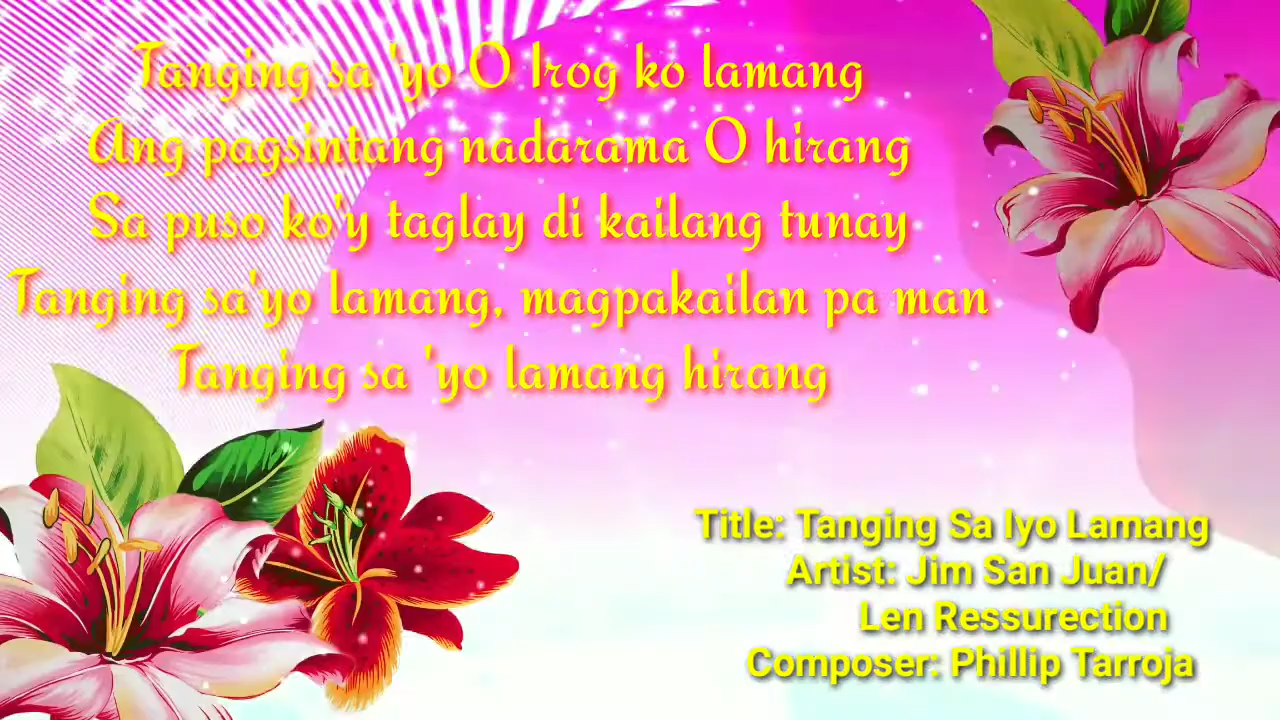 Tanging sa 'yo O Irog ko lamang
Ang pagsintang nadarama O hirang
Sa puso ko'y taglay di kailang tunay
Tanging sa'yo lamang, magpakailan pa man
Tanging sa 'yo lamang hirang
Title: Tanging Sa Iyo Lamang
Artist: Jim San Juan/
Len Ressurection
Composer: Phillip Tarroja